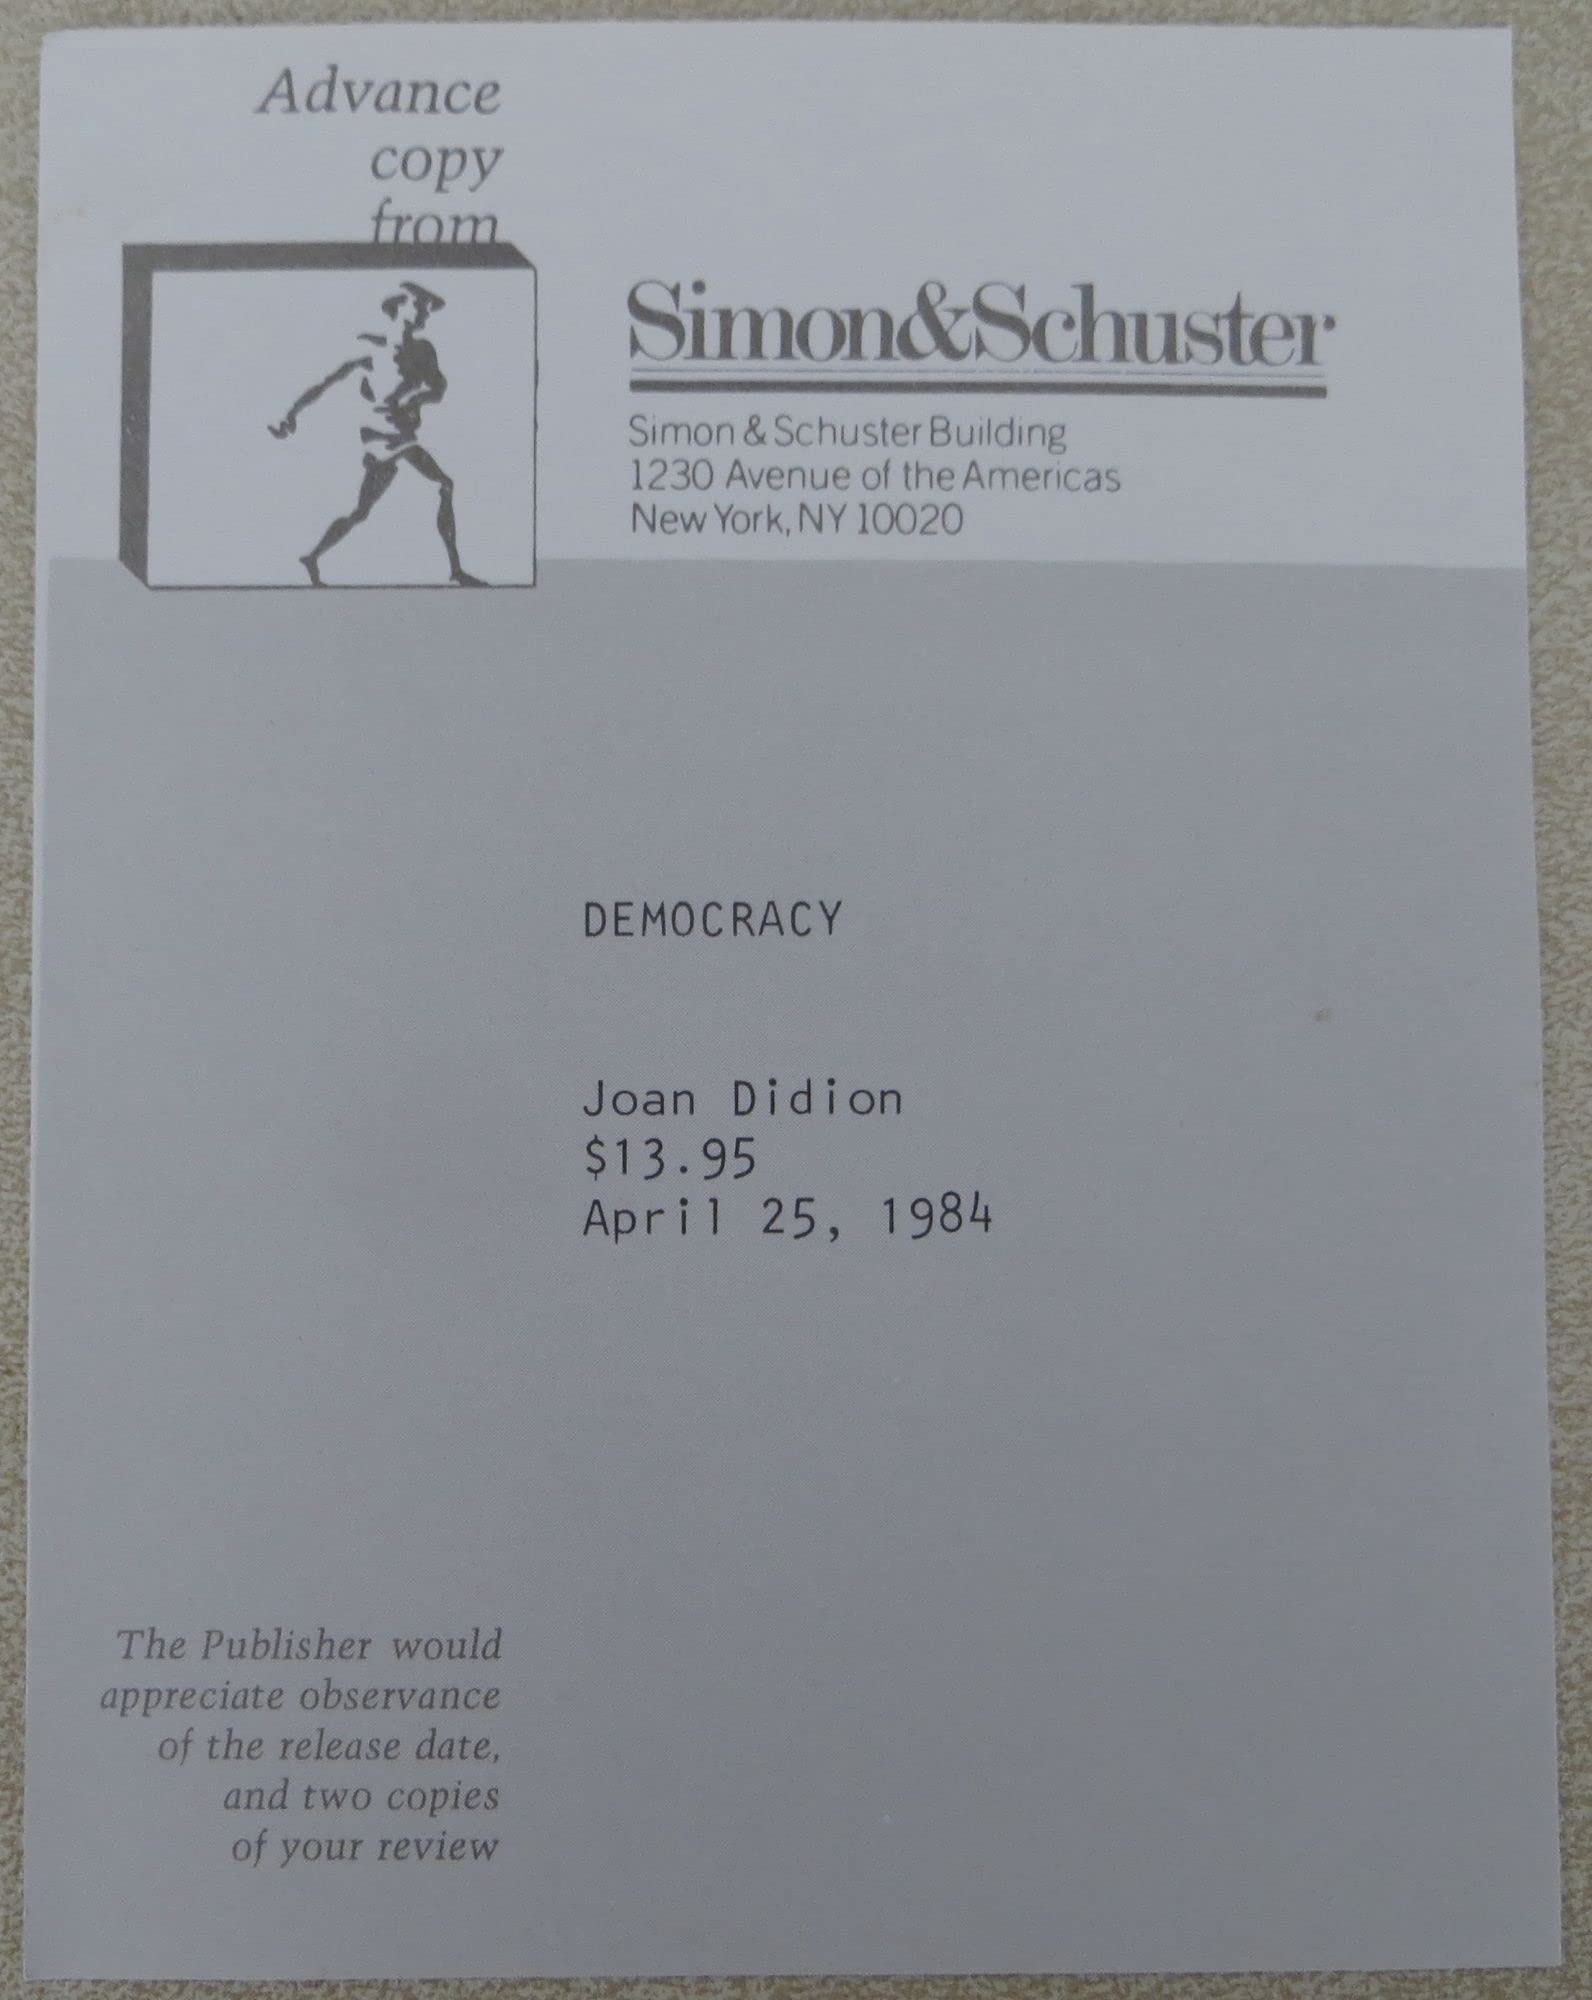 Advance
copy
from
Simon&Schuster
Simon & Schuster Building
1230 Avenue of the Americas
New York, NY 10020
DEMOCRACY
Joan Didion
$13.95
April 25, 1984
The Publisher would
appreciate observance
of the release date,
and two copies
of your review